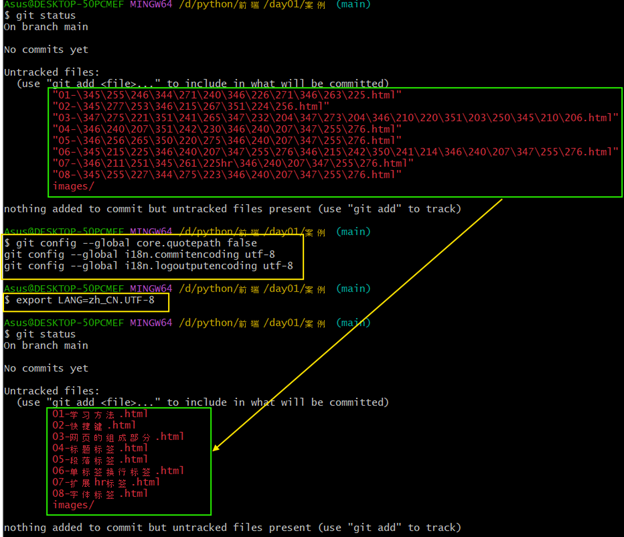 Asus@DESKTOP-5OPCMEF MINGW64 /d/python/前端/day01/案例 (main)
$ git status
On branch main
No commits yet
Untracked files:
(use "git add <file>..." to include in what will be committed)
"01-\345\255\246\344\271\240\346\226\271\346\263\225.html"
"02-\345\277\253\346\215\267\351\224\256.html"
"03-\347\275\221\351\241\265\347\232\204\347\273\204\346\210\220\351\203\250\345\210\206.html"
"04-\346\240\207\351\242\230\346\240\207\347\255\276.html"
"05-\346\256\265\350\220\275\346\240\207\347\255\276.html"
"06-\345\215\225\346\240\207\347\255\276\346\215\242\350\241\214\346\240\207\347\255\276.html"
"07-\346\211\251\345\261\225hr\346\240\207\347\255\276.html"
"08-\345\255\227\344\275\223\346\240\207\347\255\276.html"
images/
nothing added to commit but untracked files present (use "git add" to track)
Asus@DESKTOP-5OPCMEF MINGW64 /d/python/前端/day01/案例 (main)
$ git config --global core.quotepath false
git config --global i18n.commitencoding utf-8
git config --global i18n.logoutputencoding utf-8
Asus@DESKTOP-5OPCMEF MINGW64 /d/python/前端/day01/案例 (main)
$ export LANG=zh_CN.UTF-8
Asus@DESKTOP-5OPCMEF MINGW64 /d/python/前端/day01/案例 (main)
$ git status
On branch main
No commits yet
Untracked files:
(use "git add <file>..." to include in what will be committed)
01-学习方法.html
02-快捷键.html
03-网页的组成部分.html
04-标题标签.html
05-段落标签.html
06-单标签换行标签.html
07-扩展hr标签.html
08-字体标签.html
images/
nothing added to commit but untracked files present (use "git add" to track)